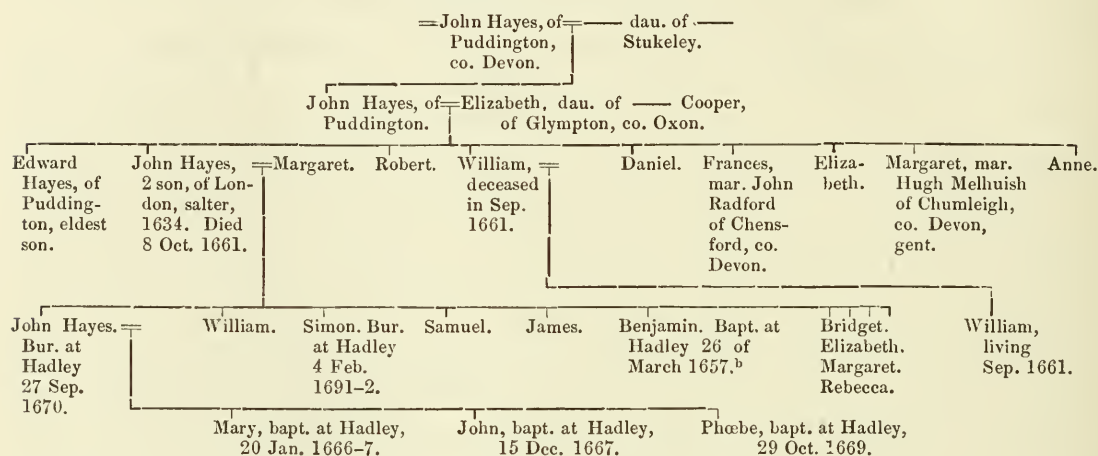 John Hayes, of
Puddington,
co. Devon.
—— dau. of
Stukeley.
John Hayes, of
Puddington.
Elizabeth, dau. of —— Cooper,
of Glympton, co. Oxon.
Edward
Hayes, of
Pudding-
ton, eldest
son.
John Hayes,
2 son, of Lon-
don, salter,
1634. Died
8 Oct. 1661.
Margaret.
Robert.
William,
deceased
in Sep.
1661.
Daniel.
Frances,
mar. John
Radford
of Chens-
ford, co.
Devon.
Eliza-
beth.
Margaret, mar.
Hugh Melhuish
of Chumleigh,
co. Devon,
gent.
Anne.
John Hayes.
Bur. at
Hadley
27 Sep.
1670.
William.
Simon. Bur.
at Hadley
4 Feb.
1691–2.
Samuel.
James.
Benjamin. Bapt. at
Hadley 26 of
March 1657.ᵇ
Bridget.
Elizabeth.
Margaret.
Rebecca.
William,
living
Sep. 1661.
Mary, bapt. at Hadley,
20 Jan. 1666–7.
John, bapt. at Hadley,
15 Dec. 1667.
Phœbe, bapt. at Hadley,
29 Oct. 1669.